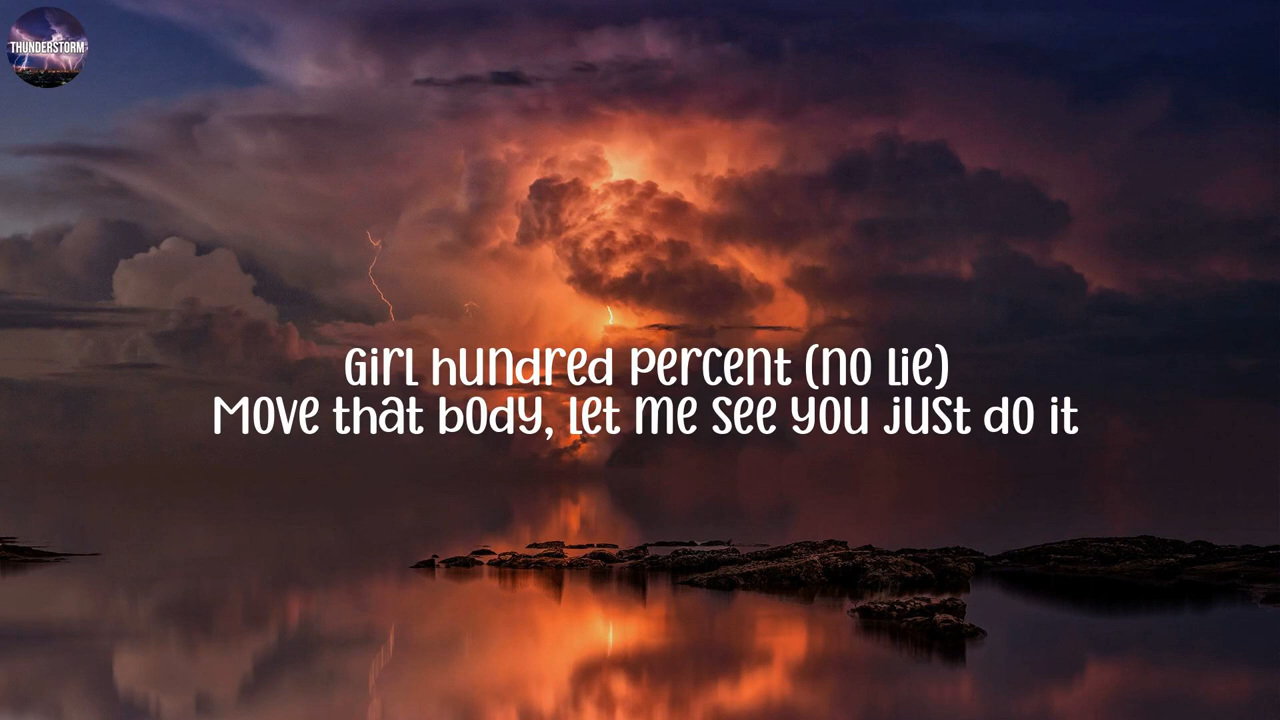 THUNDERSTORM
Girl hundred percent (no lie)
Move that body, let me see you just do it